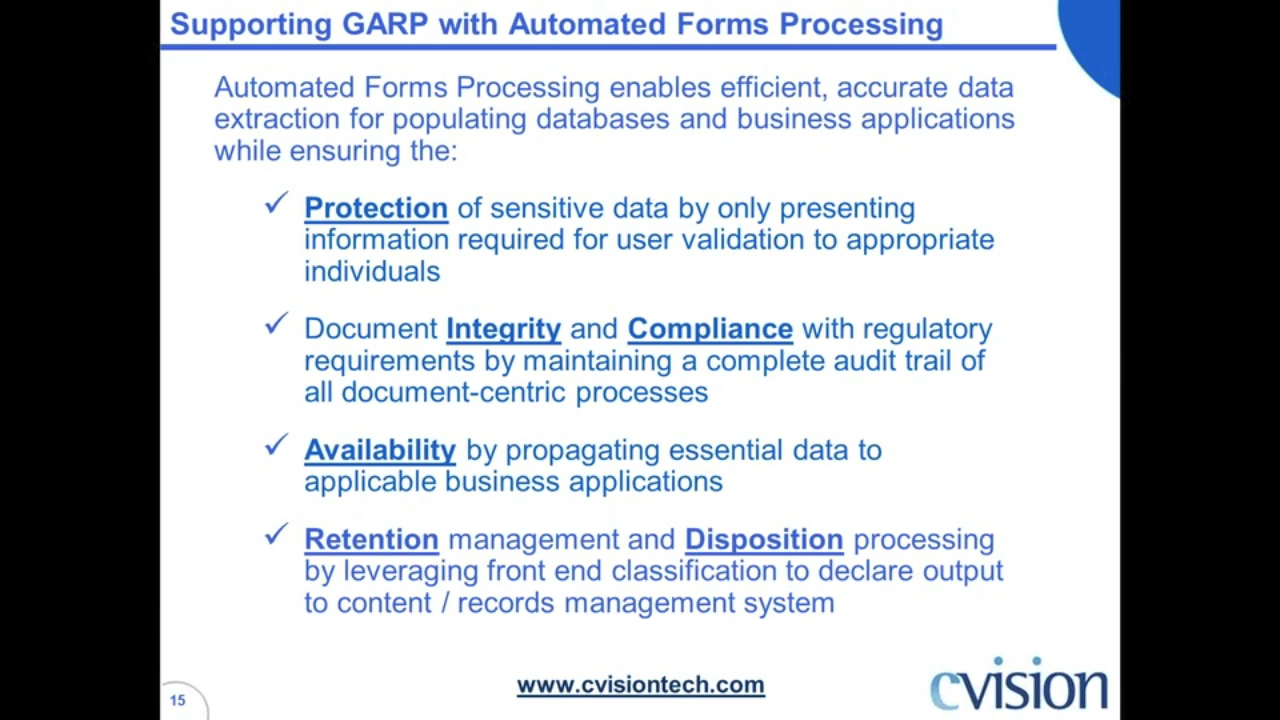 Supporting GARP with Automated Forms Processing
Automated Forms Processing enables efficient, accurate data
extraction for populating databases and business applications
while ensuring the:
✓ Protection of sensitive data by only presenting
information required for user validation to appropriate
individuals
✓ Document Integrity and Compliance with regulatory
requirements by maintaining a complete audit trail of
all document-centric processes
✓ Availability by propagating essential data to
applicable business applications
✓ Retention management and Disposition processing
by leveraging front end classification to declare output
to content / records management system
15
www.cvisiontech.com
cvision